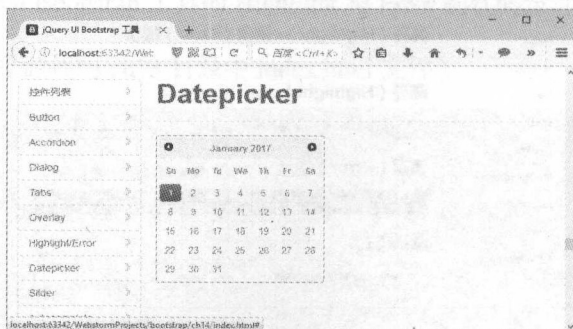 jQuery UI Bootstrap 工具
localhost:63342/Web
百度 <Ctrl+K>
控件列表
Button
Accordion
Dialog
Tabs
Overlay
Highlight/Error
Datepicker
Slider
Datepicker
January 2017
Su Mo Tu We Th Fr Sa
1 2 3 4 5 6 7
8 9 10 11 12 13 14
15 16 17 18 19 20 21
22 23 24 25 26 27 28
29 30 31
localhost:63342/WebstormProjects/bootstrap/ch14/index.html#